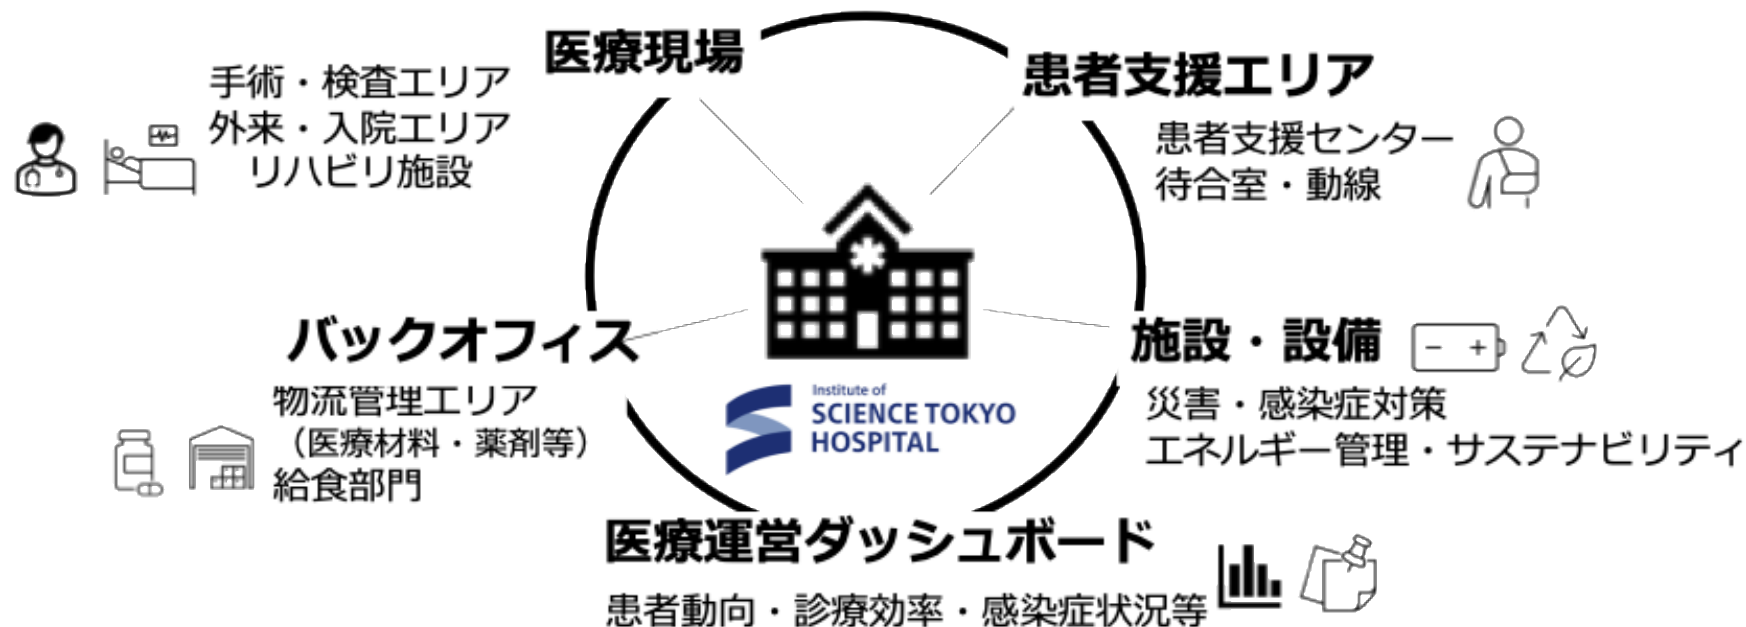 医療現場
手術・検査エリア
外来・入院エリア
リハビリ施設
患者支援エリア
患者支援センター
待合室・動線
バックオフィス
物流管理エリア
（医療材料・薬剤等）
給食部門
Institute of
SCIENCE TOKYO
HOSPITAL
施設・設備
災害・感染症対策
エネルギー管理・サステナビリティ
医療運営ダッシュボード
患者動向・診療効率・感染症状況等